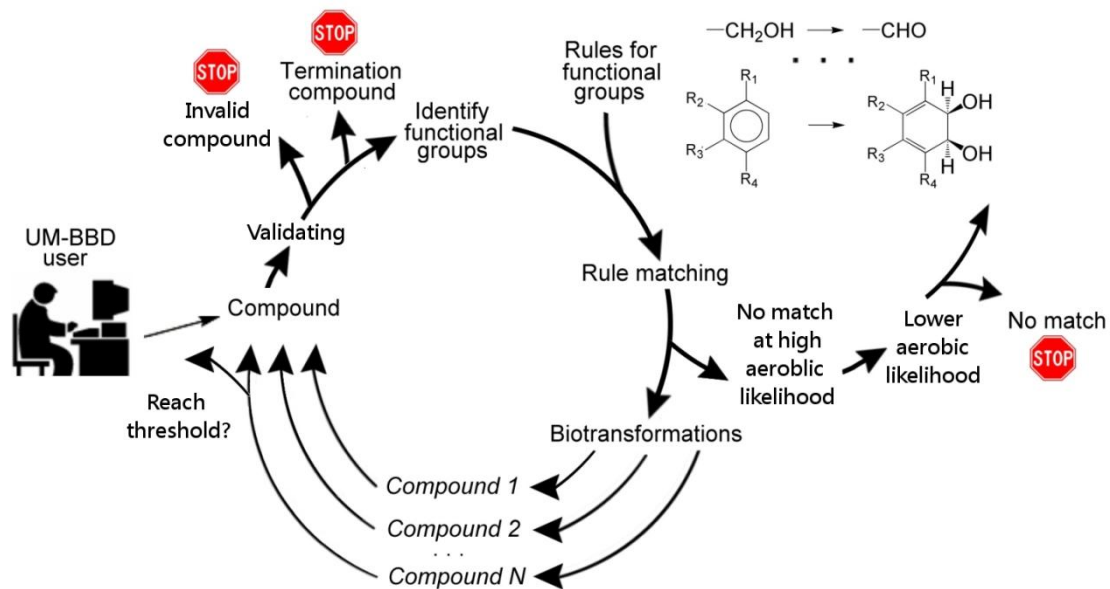 STOP
STOP
Invalid
compound
Termination
compound
Identify
functional
groups
Rules for
functional
groups
—CH₂OH → —CHO
. . .
R₁
R₂
R₃
R₄
R₁
H
OH
R₂
R₃
H
OH
R₄
Validating
UM-BBD
user
Compound
Rule matching
No match
at high
aeroblic
likelihood
Lower
aerobic
likelihood
No match
STOP
Reach
threshold?
Biotransformations
Compound 1
Compound 2
. . .
Compound N